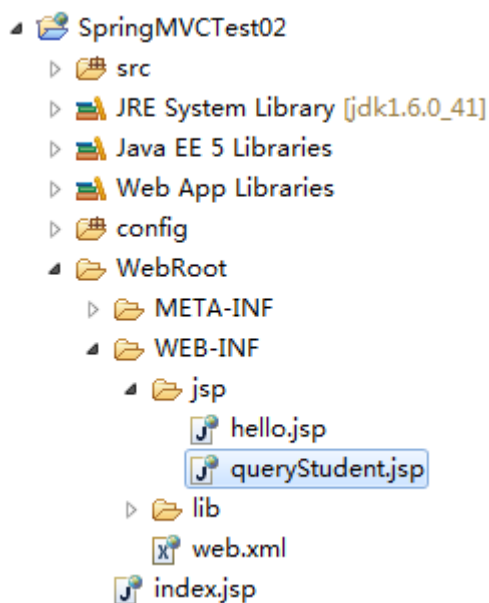 SpringMVCTest02
src
JRE System Library [jdk1.6.0_41]
Java EE 5 Libraries
Web App Libraries
config
WebRoot
META-INF
WEB-INF
jsp
hello.jsp
queryStudent.jsp
lib
web.xml
index.jsp